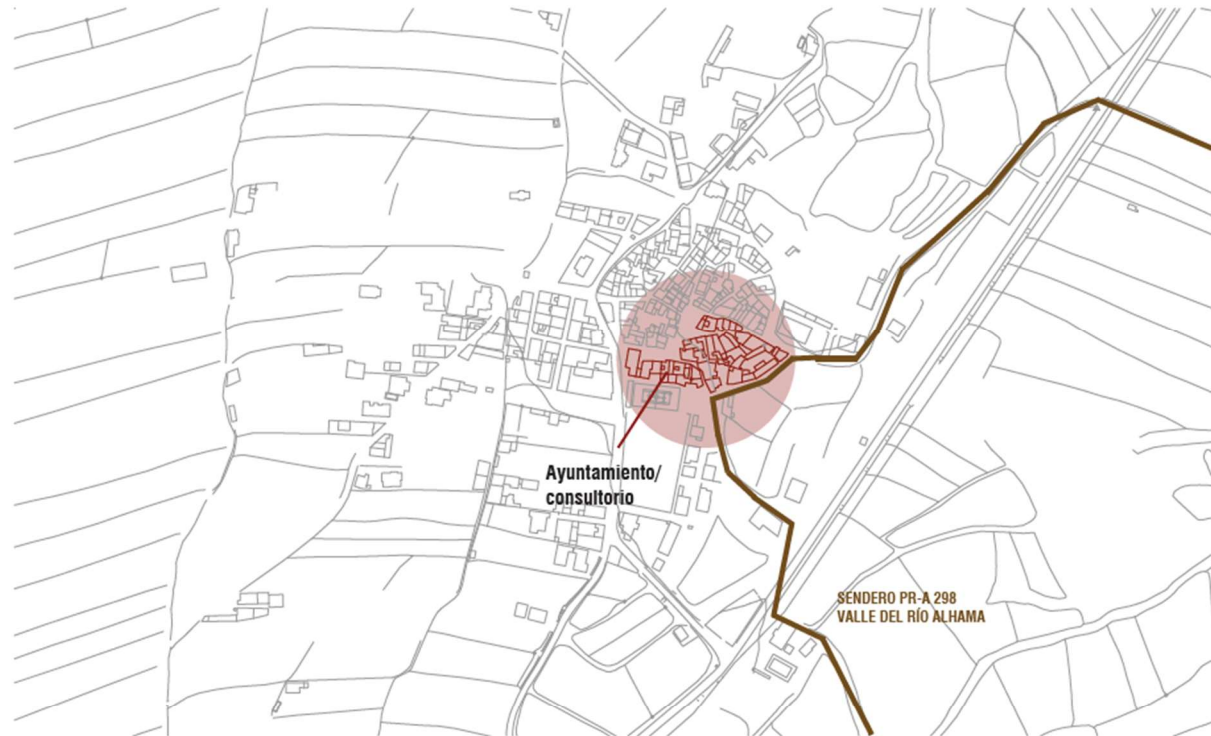 Ayuntamiento/
consultorio
SENDERO PR-A 298
VALLE DEL RÍO ALHAMA